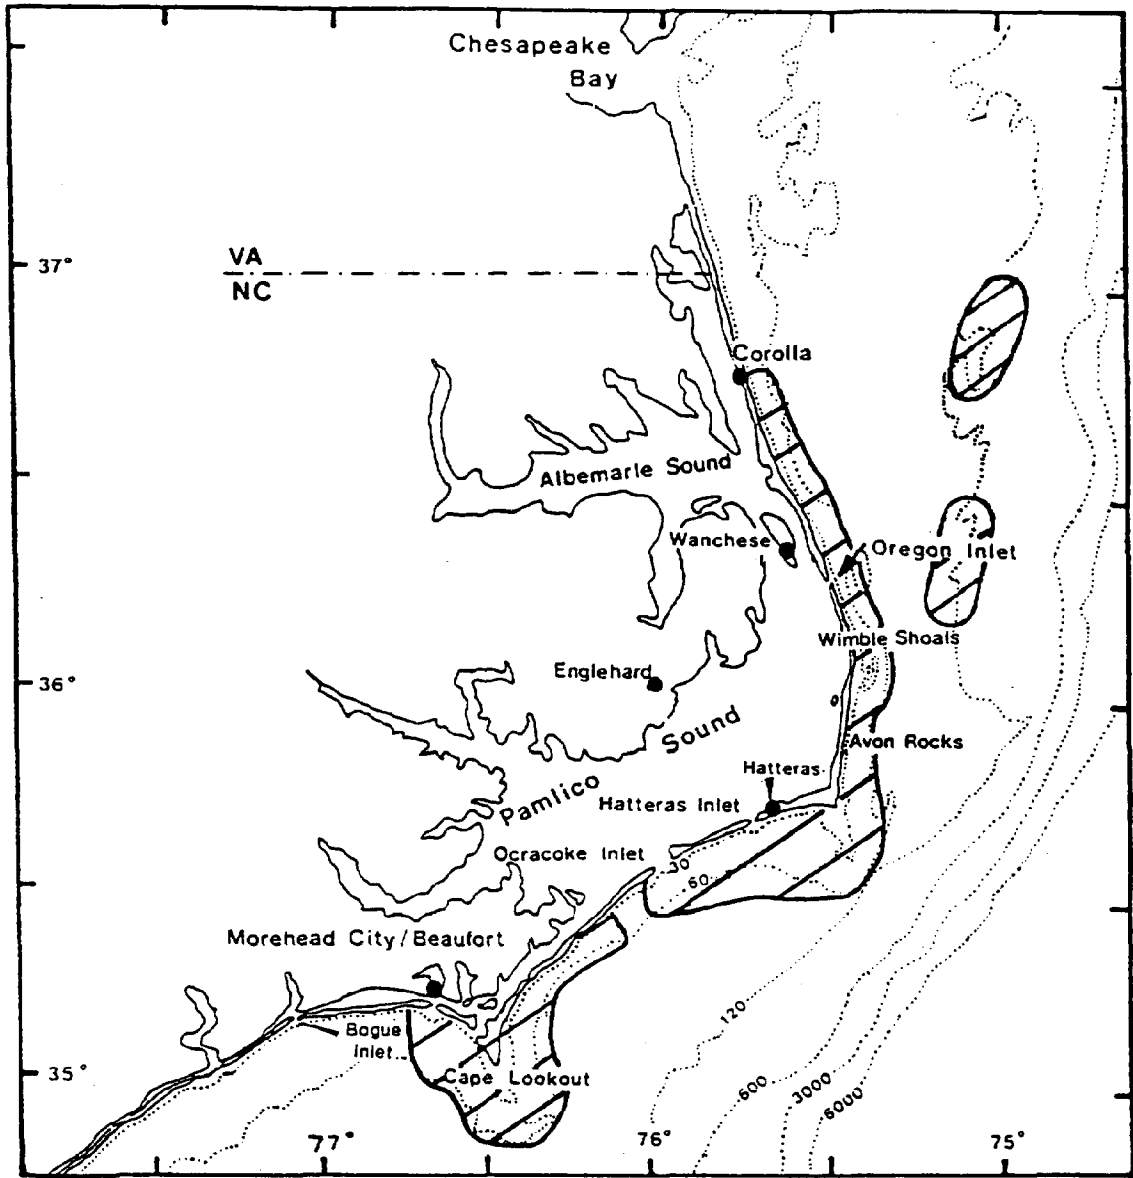 Chesapeake
Bay
VA
37°
NC
Corolla
Albemarle Sound
Wanchese
Oregon Inlet
Wimble Shoals
Englehard
36°
Sound
Avon Rocks
Hatteras
Pamlico
Hatteras Inlet
Ocracoke Inlet
30
60
Morehead City/Beaufort
120
Bogue
Inlet
35°
Cape Lookout
600
3000
6000
77°
76°
75°